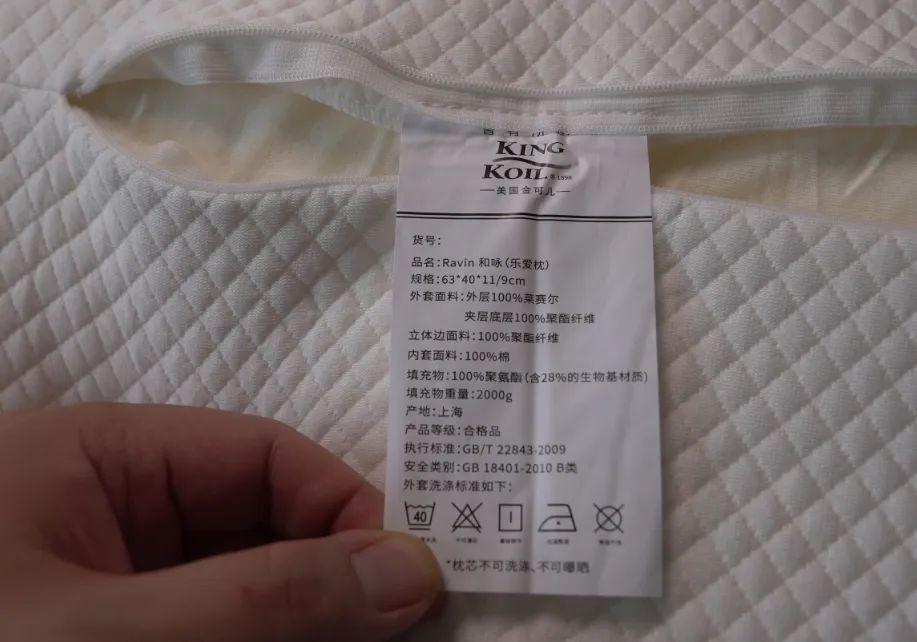 KING
KOIL 1898
美国金可儿
货号：
品名：Ravin 和咏（乐爱枕）
规格：63*40*11/9cm
外套面料：外层100%莱赛尔
夹层底层100%聚酯纤维
立体边面料：100%聚酯纤维
内套面料：100%棉
填充物：100%聚氨酯（含28%的生物基材质）
填充物重量：2000g
产地：上海
产品等级：合格品
执行标准：GB/T 22843-2009
安全类别：GB 18401-2010 B类
外套洗涤标准如下：
40
*枕芯不可洗涤、不可曝晒